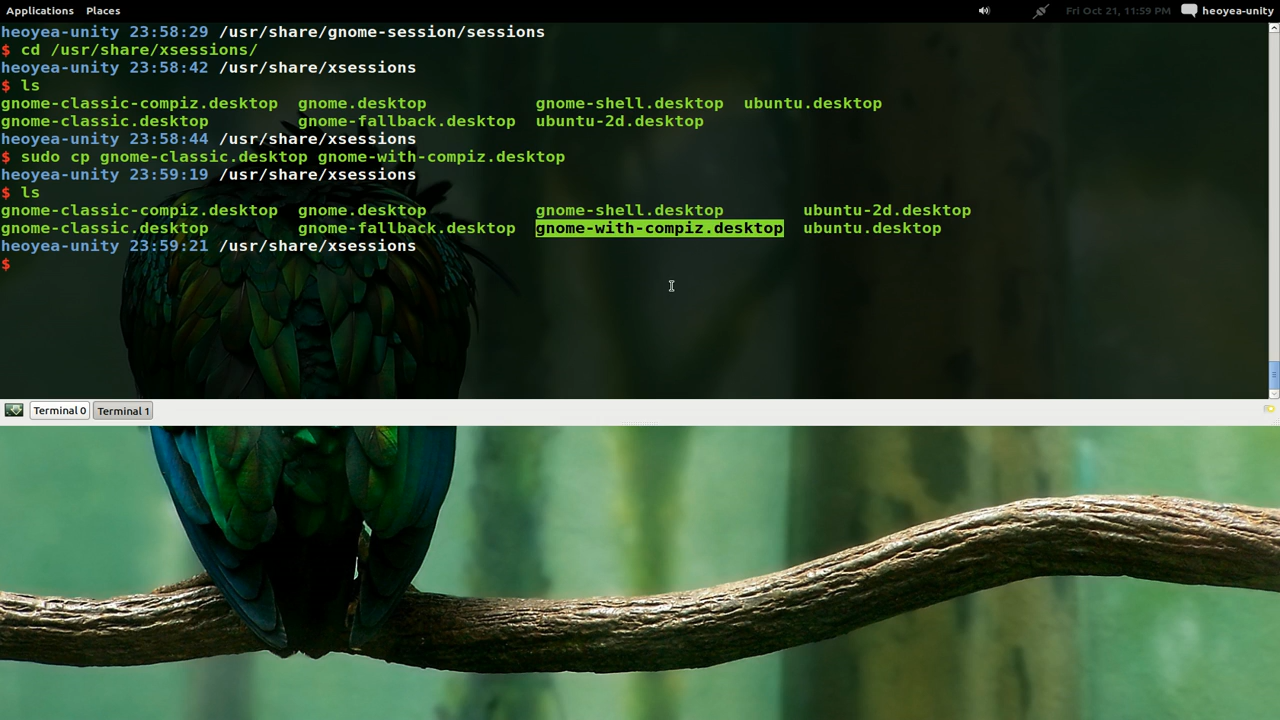 Applications Places Fri Oct 21, 11:59 PM heoyea-unity
heoyea-unity 23:58:29 /usr/share/gnome-session/sessions
$ cd /usr/share/xsessions/
heoyea-unity 23:58:42 /usr/share/xsessions
$ ls
gnome-classic-compiz.desktop gnome.desktop gnome-shell.desktop ubuntu.desktop
gnome-classic.desktop gnome-fallback.desktop ubuntu-2d.desktop
heoyea-unity 23:58:44 /usr/share/xsessions
$ sudo cp gnome-classic.desktop gnome-with-compiz.desktop
heoyea-unity 23:59:19 /usr/share/xsessions
$ ls
gnome-classic-compiz.desktop gnome.desktop gnome-shell.desktop ubuntu-2d.desktop
gnome-classic.desktop gnome-fallback.desktop gnome-with-compiz.desktop ubuntu.desktop
heoyea-unity 23:59:21 /usr/share/xsessions
$
Terminal 0 Terminal 1